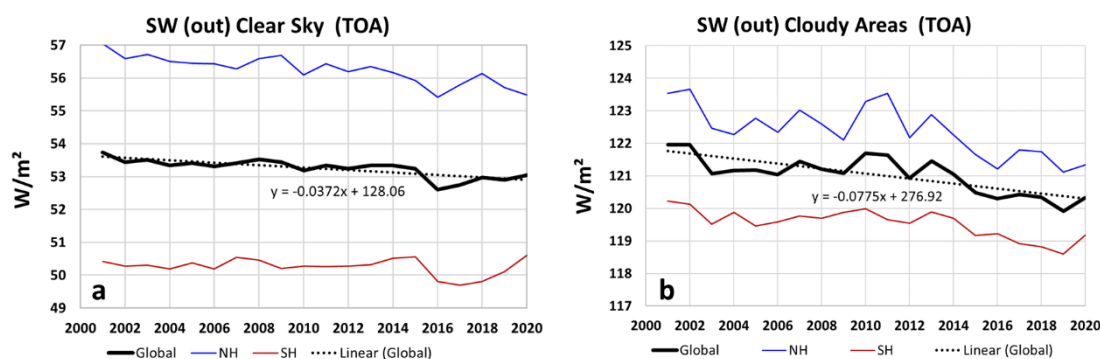 SW (out) Clear Sky (TOA)
57
56
55
54
53
52
51
50
49
W/m²
y = -0.0372x + 128.06
a
2000 2002 2004 2006 2008 2010 2012 2014 2016 2018 2020
Global NH SH Linear (Global)
SW (out) Cloudy Areas (TOA)
125
124
123
122
121
120
119
118
117
W/m²
y = -0.0775x + 276.92
b
2000 2002 2004 2006 2008 2010 2012 2014 2016 2018 2020
Global NH SH Linear (Global)